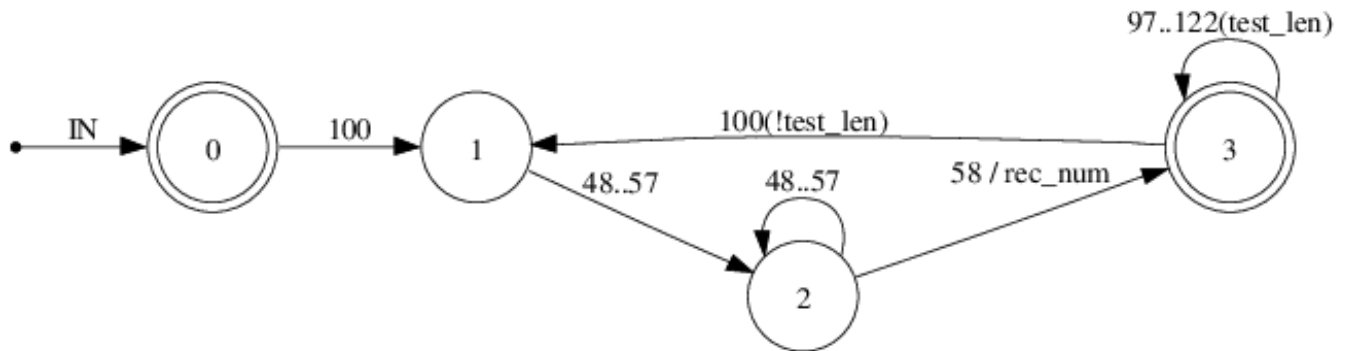 97..122(test_len)
IN
0
100
1
100(!test_len)
3
48..57
48..57
58 / rec_num
2